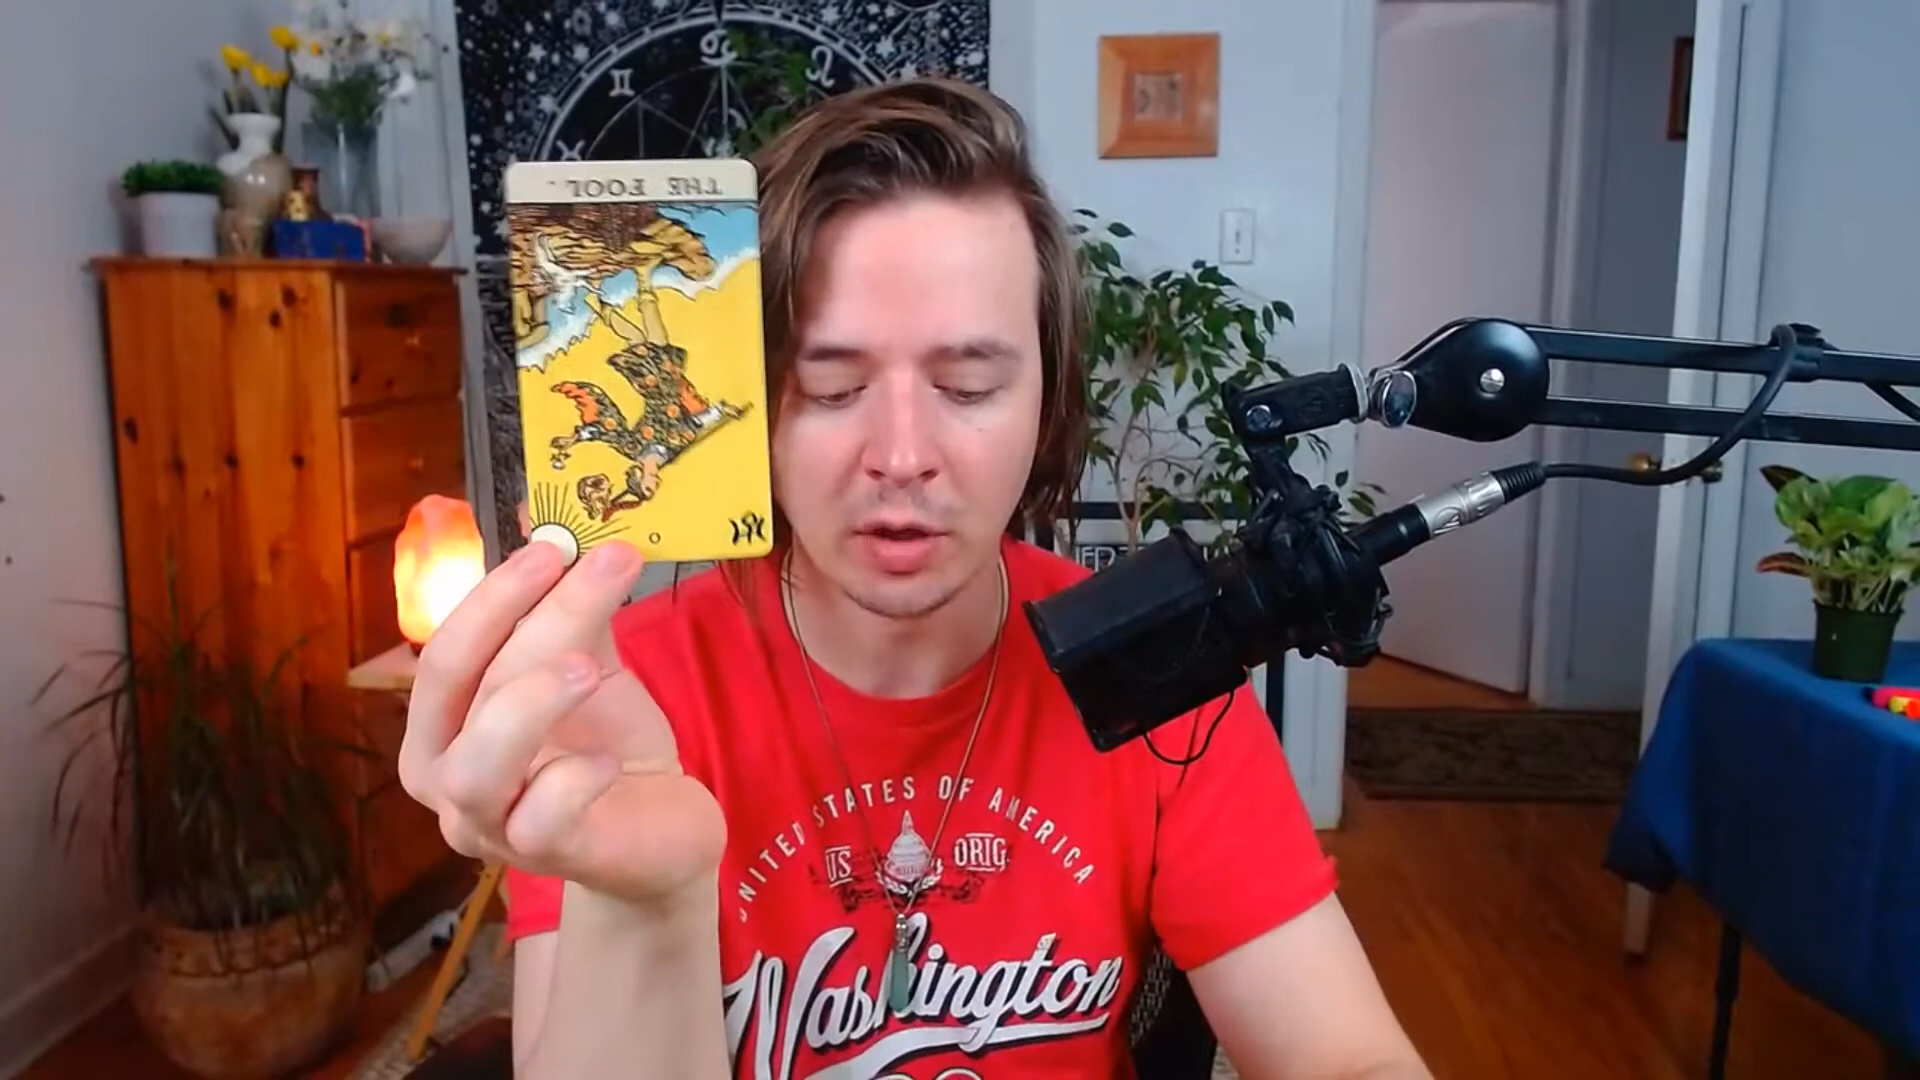 THE FOOL.
0
UNITED STATES OF AMERICA
US
ORIG.
Washington